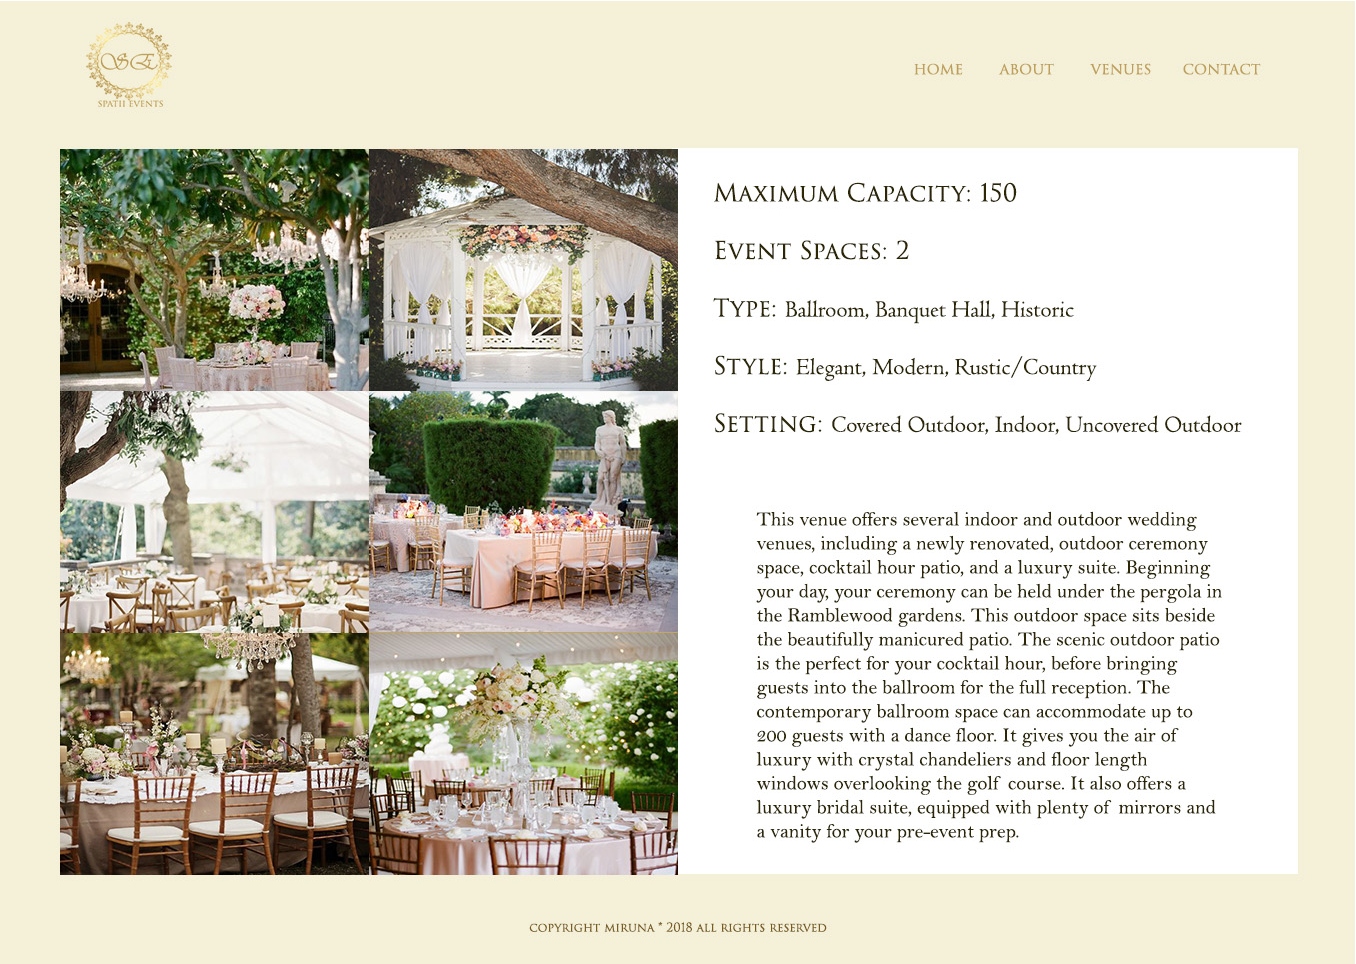 SE
SPATII EVENTS
HOME ABOUT VENUES CONTACT
Maximum Capacity: 150
Event Spaces: 2
Type: Ballroom, Banquet Hall, Historic
Style: Elegant, Modern, Rustic/Country
Setting: Covered Outdoor, Indoor, Uncovered Outdoor
This venue offers several indoor and outdoor wedding
venues, including a newly renovated, outdoor ceremony
space, cocktail hour patio, and a luxury suite. Beginning
your day, your ceremony can be held under the pergola in
the Ramblewood gardens. This outdoor space sits beside
the beautifully manicured patio. The scenic outdoor patio
is the perfect for your cocktail hour, before bringing
guests into the ballroom for the full reception. The
contemporary ballroom space can accommodate up to
200 guests with a dance floor. It gives you the air of
luxury with crystal chandeliers and floor length
windows overlooking the golf course. It also offers a
luxury bridal suite, equipped with plenty of mirrors and
a vanity for your pre-event prep.
COPYRIGHT MIRUNA * 2018 ALL RIGHTS RESERVED